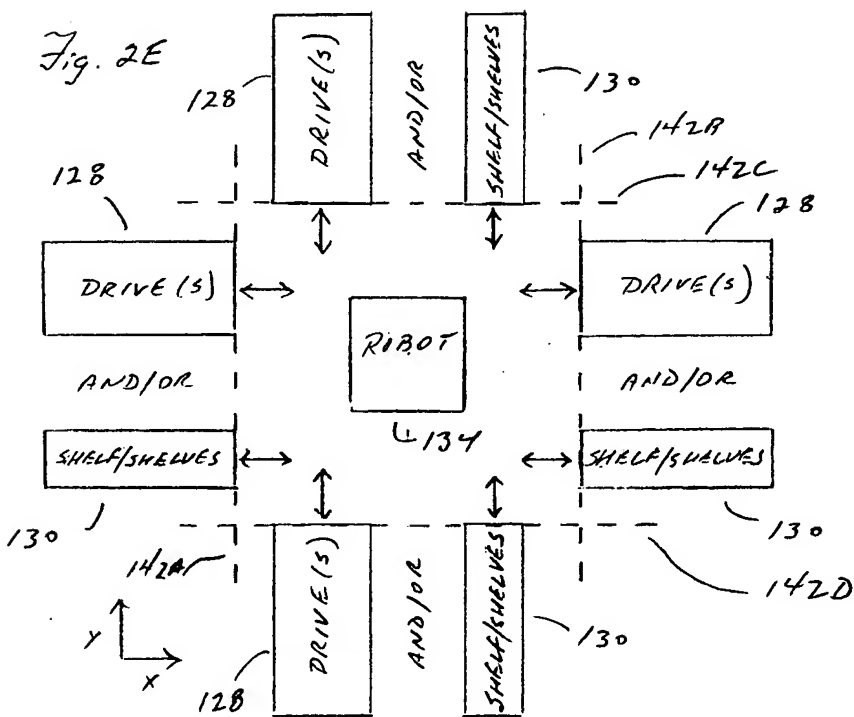 Fig. 2E
128
DRIVE(S)
AND/OR
SHELF/SHELVES
130
142B
142C
128
128
DRIVE(S)
DRIVE(S)
ROBOT
AND/OR
AND/OR
134
SHELF/SHELVES
SHELF/SHELVES
130
130
142A
142D
DRIVE(S)
AND/OR
SHELF/SHELVES
130
Y
X
128